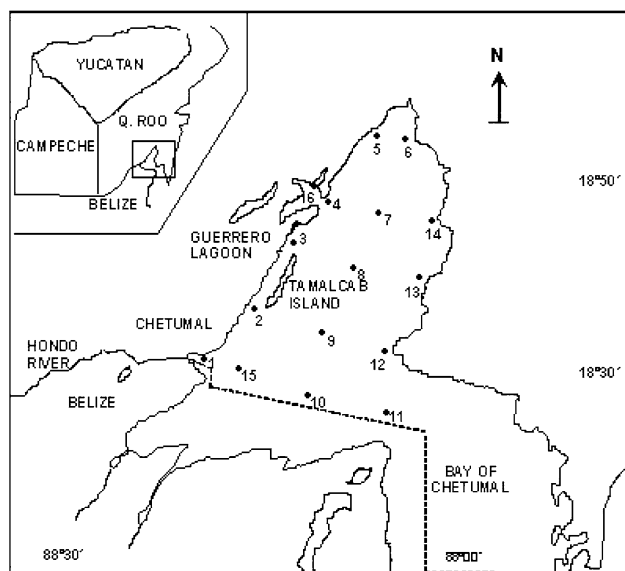 YUCATAN
Q. ROO
CAMPECHE
BELIZE
N
5
6
18°50´
16
4
7
14
GUERRERO
LAGOON
3
8
13
TAMALCAB
ISLAND
2
CHETUMAL
9
HONDO
RIVER
1
12
15
18°30´
BELIZE
10
11
BAY OF
CHETUMAL
88°30´
88°00´